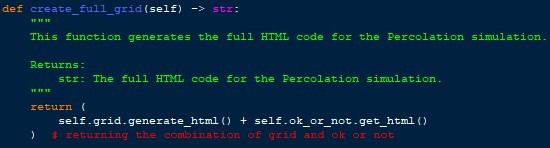 def create_full_grid(self) -> str:
"""
This function generates the full HTML code for the Percolation simulation.
Returns:
str: The full HTML code for the Percolation simulation.
"""
return (
self.grid.generate_html() + self.ok_or_not.get_html()
)  # returning the combination of grid and ok or not